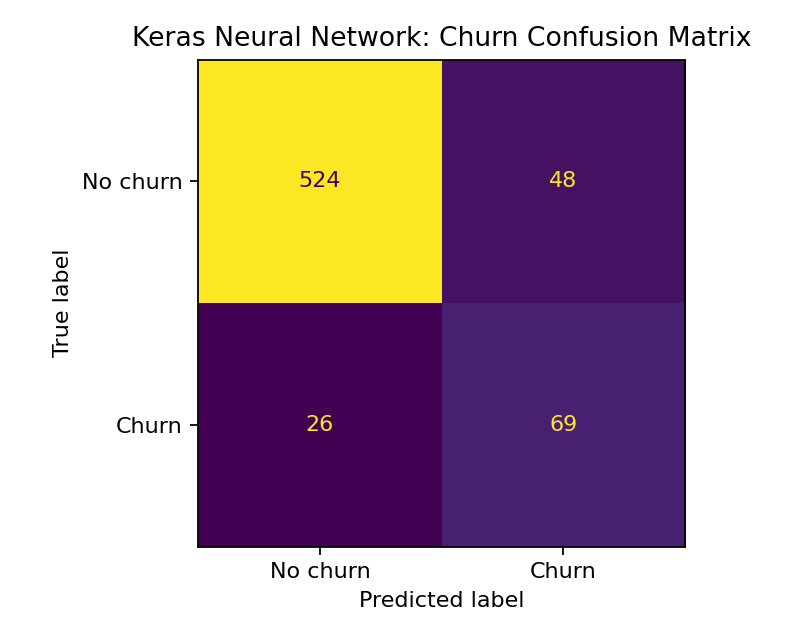 Keras Neural Network: Churn Confusion Matrix
True label
No churn
524
48
Churn
26
69
No churn
Churn
Predicted label